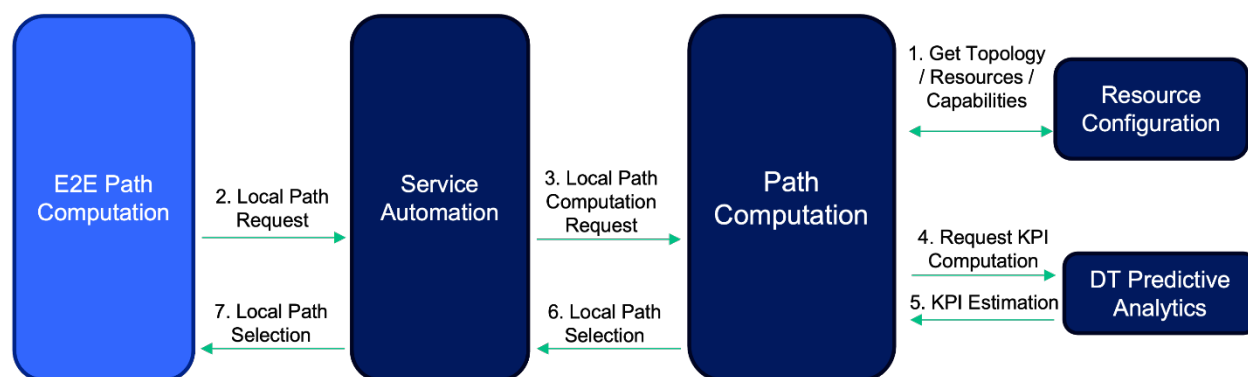 E2E Path
Computation
2. Local Path
Request
7. Local Path
Selection
Service
Automation
3. Local Path
Computation
Request
6. Local Path
Selection
Path
Computation
1. Get Topology
/ Resources /
Capabilities
Resource
Configuration
4. Request KPI
Computation
5. KPI Estimation
DT Predictive
Analytics